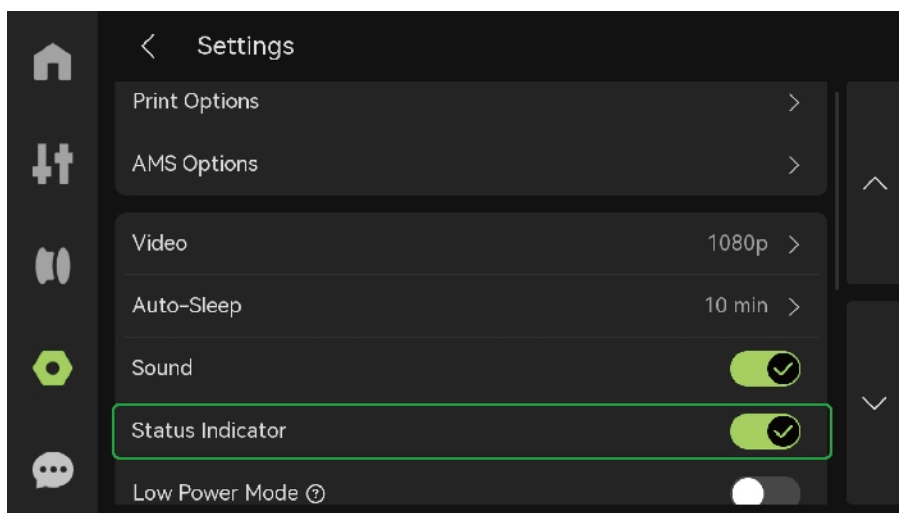 Settings
Print Options
AMS Options
Video 1080p
Auto-Sleep 10 min
Sound
Status Indicator
Low Power Mode